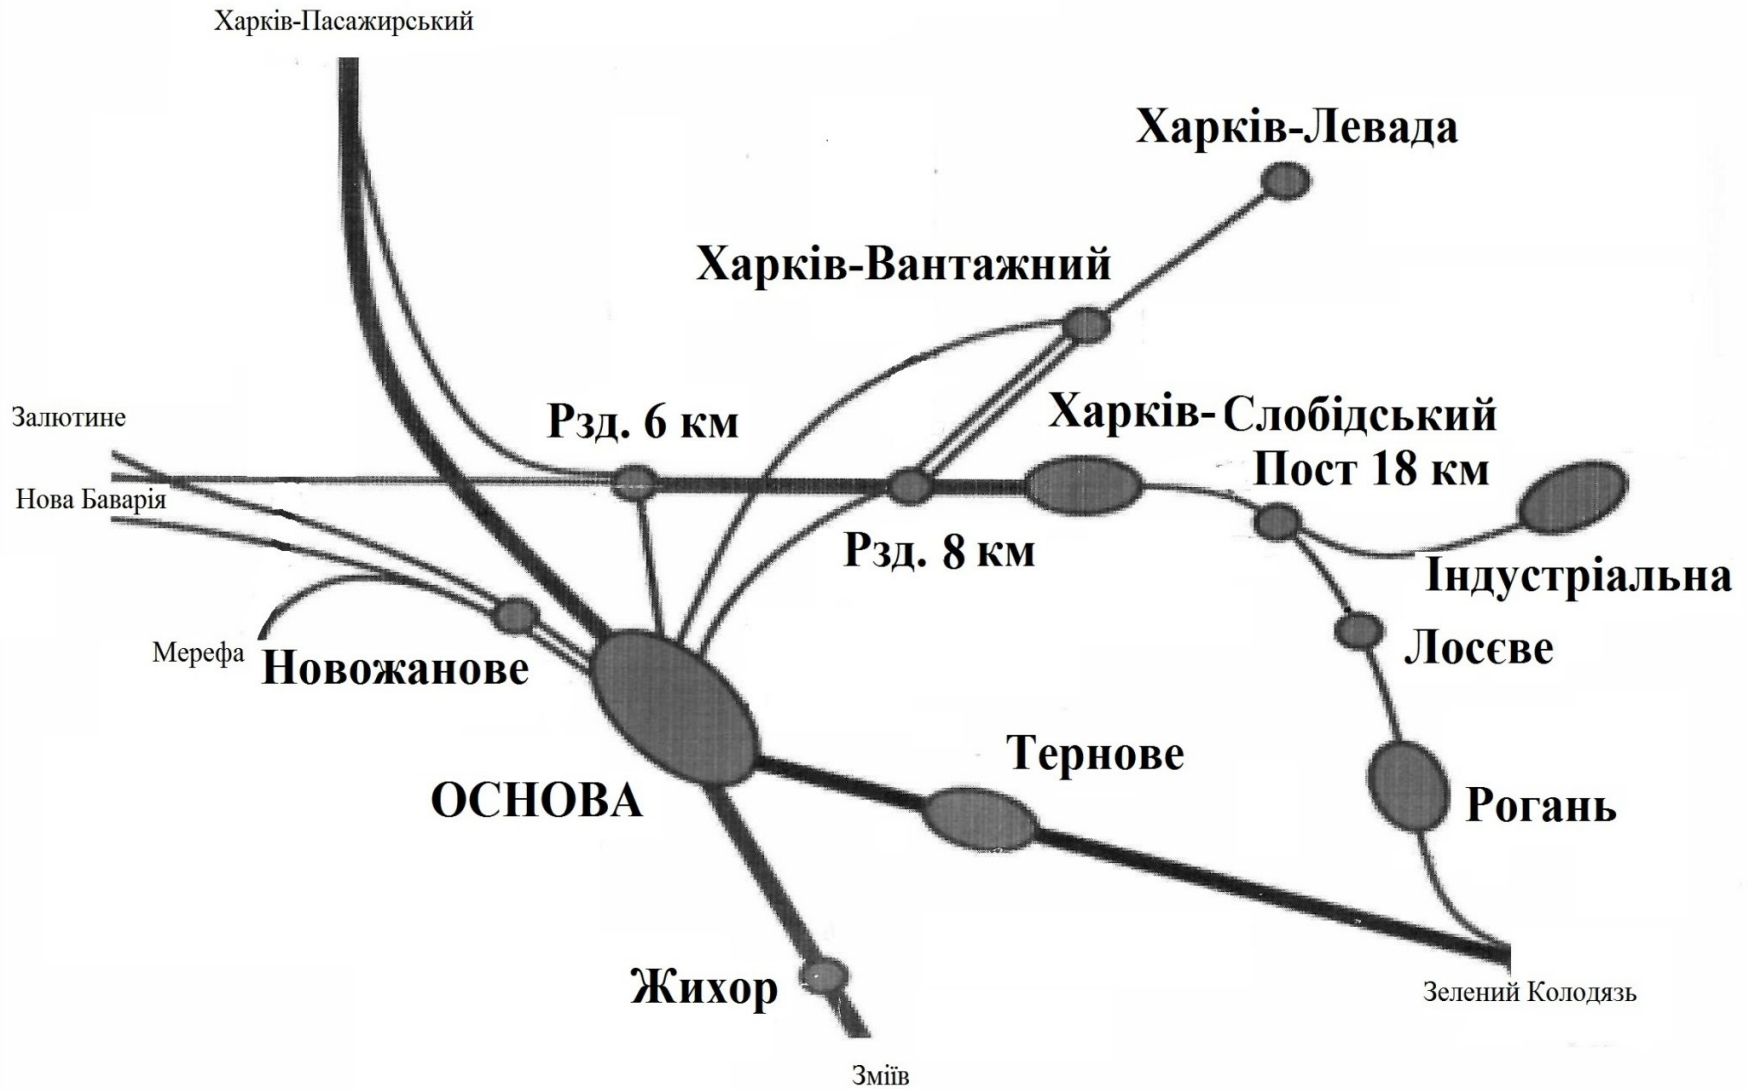 Харків-Пасажирський
Харків-Левада
Харків-Вантажний
Залютине
Рзд. 6 км
Харків-Слобідський
Пост 18 км
Нова Баварія
Рзд. 8 км
Індустріальна
Мерефа
Новожанове
Лосєве
Тернове
ОСНОВА
Рогань
Жихор
Зелений Колодязь
Зміїв